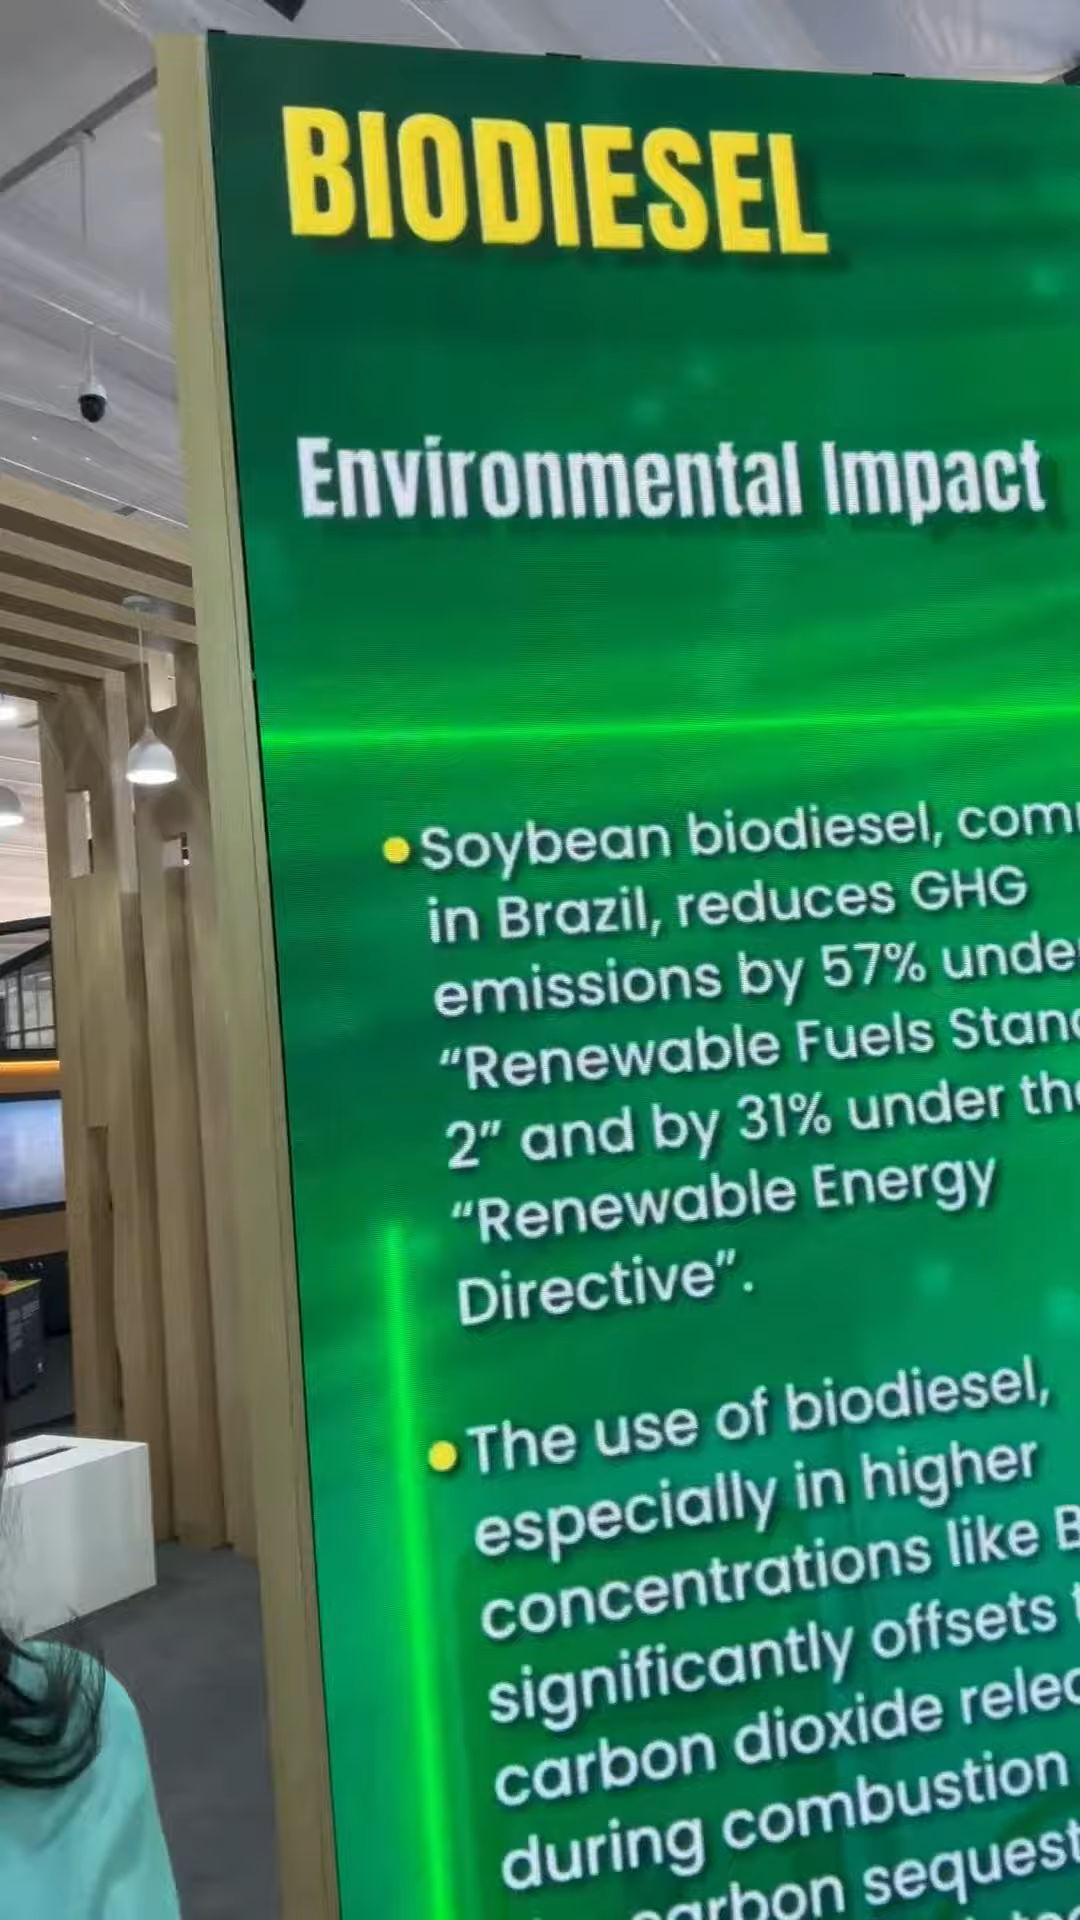 BIODIESEL
Environmental Impact
Soybean biodiesel,
in Brazil, reduces GHG
emissions by 57%
“Renewable Fuels
2” and by 31% under
“Renewable Energy
Directive”.
The use of biodiesel,
especially in higher
concentrations like
significantly offsets
carbon dioxide
during combustion